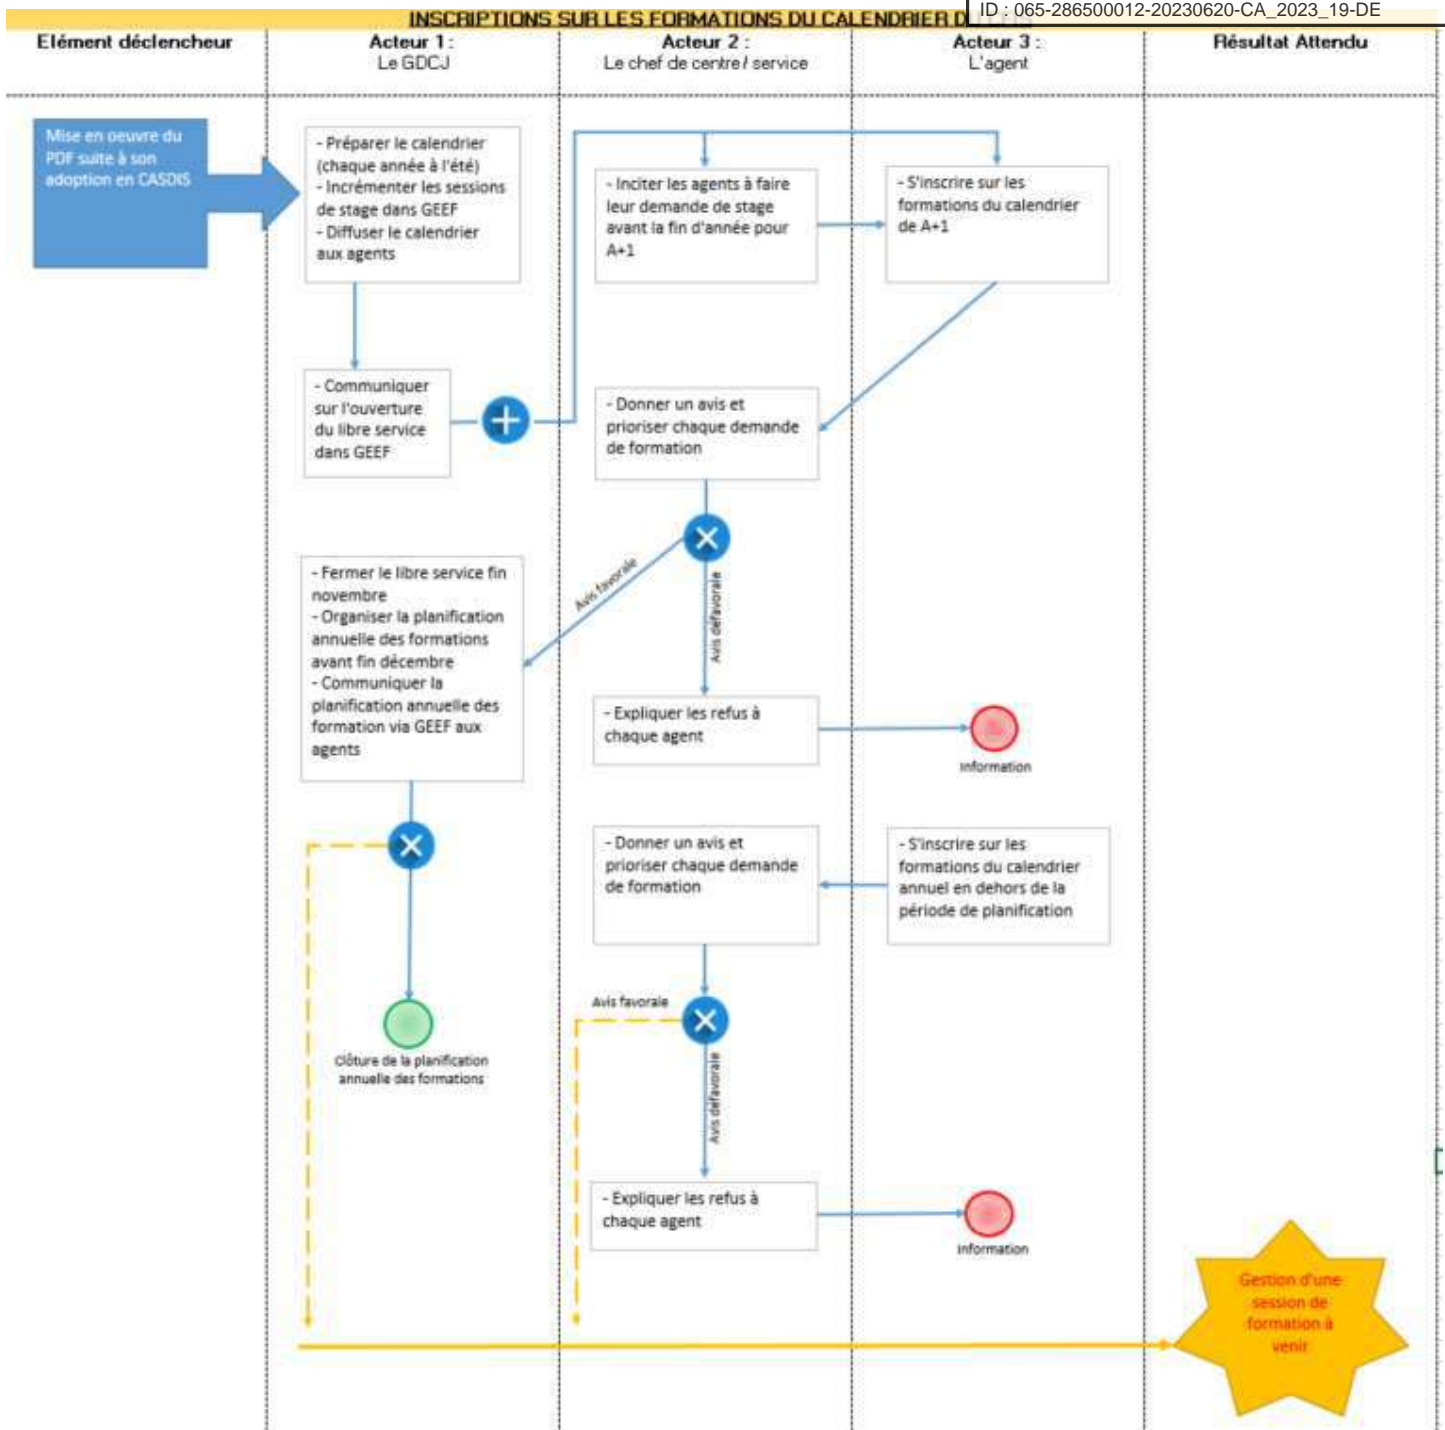 ID : 065-286500012-20230620-CA_2023_19-DE
INSCRIPTIONS SUR LES FORMATIONS DU CALENDRIER
Elément déclencheur
Acteur 1 :
Le GDCJ
Acteur 2 :
Le chef de centre / service
Acteur 3 :
L'agent
Résultat Attendu
Mise en oeuvre du
PDF suite à son
adoption en CASDIS
- Préparer le calendrier
(chaque année à l'été)
- Incrémenter les sessions
de stage dans GEEF
- Diffuser le calendrier
aux agents
- Inciter les agents à faire
leur demande de stage
avant la fin d'année pour
A+1
- S'inscrire sur les
formations du calendrier
de A+1
- Communiquer
sur l'ouverture
du libre service
dans GEEF
- Donner un avis et
prioriser chaque demande
de formation
Avis favorale
Avis défavorale
- Fermer le libre service fin
novembre
- Organiser la planification
annuelle des formations
avant fin décembre
- Communiquer la
planification annuelle des
formation via GEEF aux
agents
- Expliquer les refus à
chaque agent
Information
- Donner un avis et
prioriser chaque demande
de formation
- S'inscrire sur les
formations du calendrier
annuel en dehors de la
période de planification
Avis favorale
Avis défavorale
Clôture de la planification
annuelle des formations
- Expliquer les refus à
chaque agent
Information
Gestion d'une
session de
formation à
venir